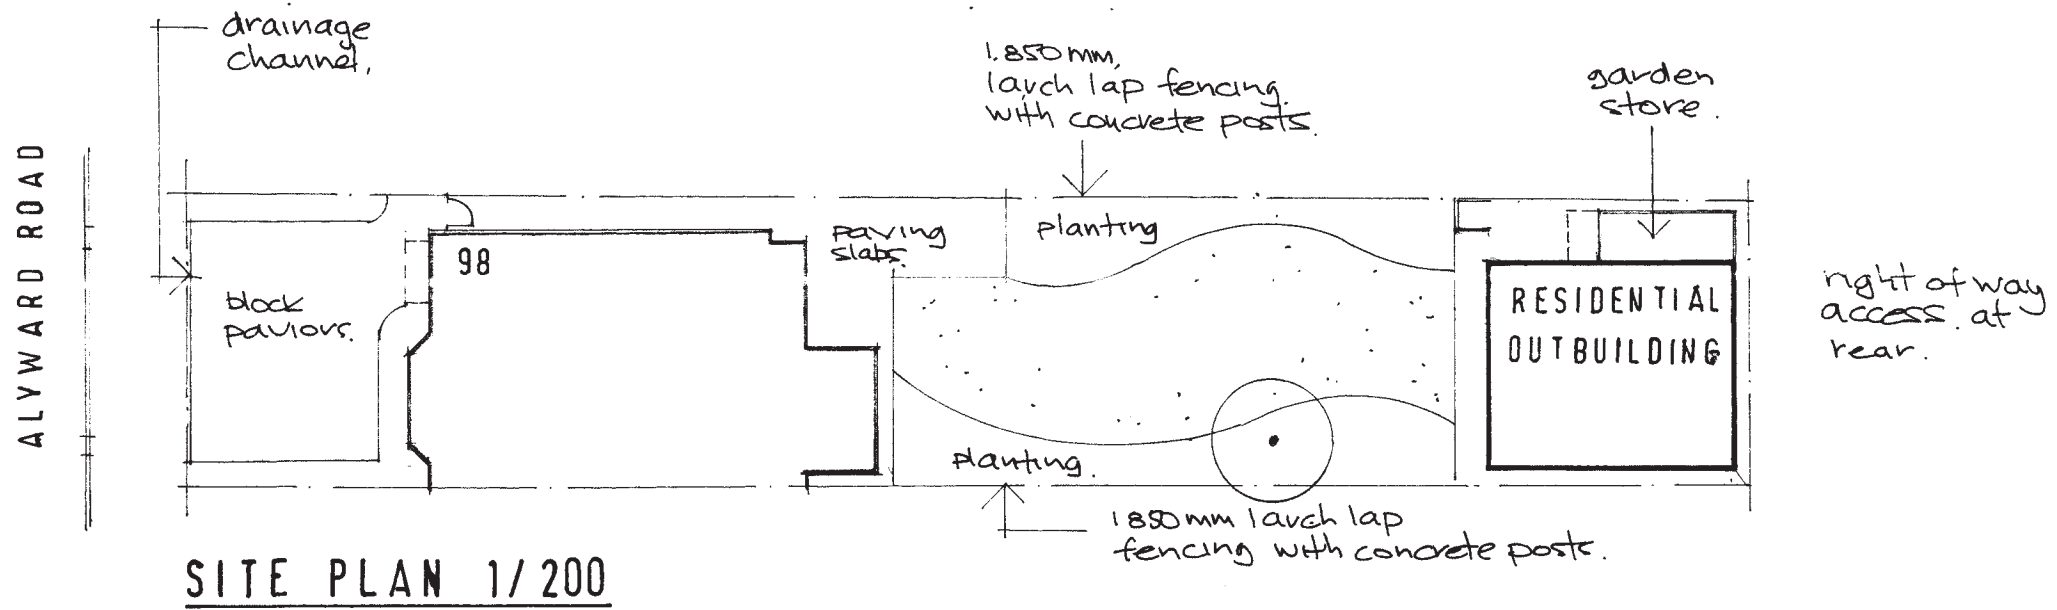 drainage
channel.
1.850mm,
larch lap fencing.
with concrete posts.
garden
store.
ALYWARD ROAD
98
paving
slabs.
planting
block
paviors.
RESIDENTIAL
OUTBUILDING
right of way
access. at
rear.
planting.
1850mm larch lap
fencing with concrete posts.
SITE PLAN 1/200